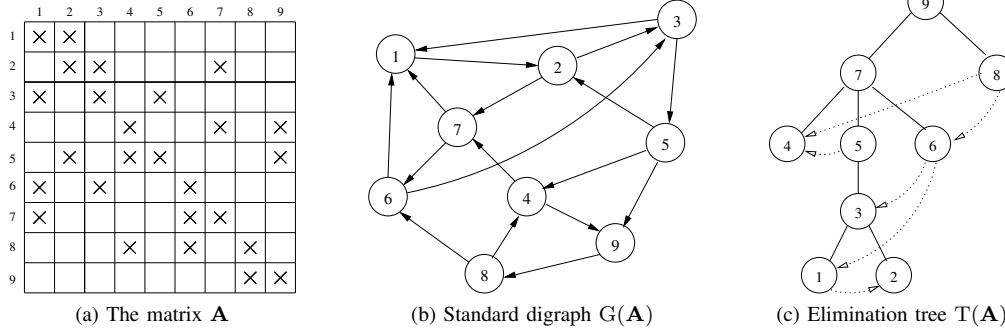 1 2 3 4 5 6 7 8 9
1 × ×
2 × × ×
3 × × ×
4 × × ×
5 × × × ×
6 × × ×
7 × × ×
8 × × ×
9 × ×
(a) The matrix A
3
1
2
7
5
6
4
9
8
(b) Standard digraph G(A)
9
7
8
4
5
6
3
1
2
(c) Elimination tree T(A)